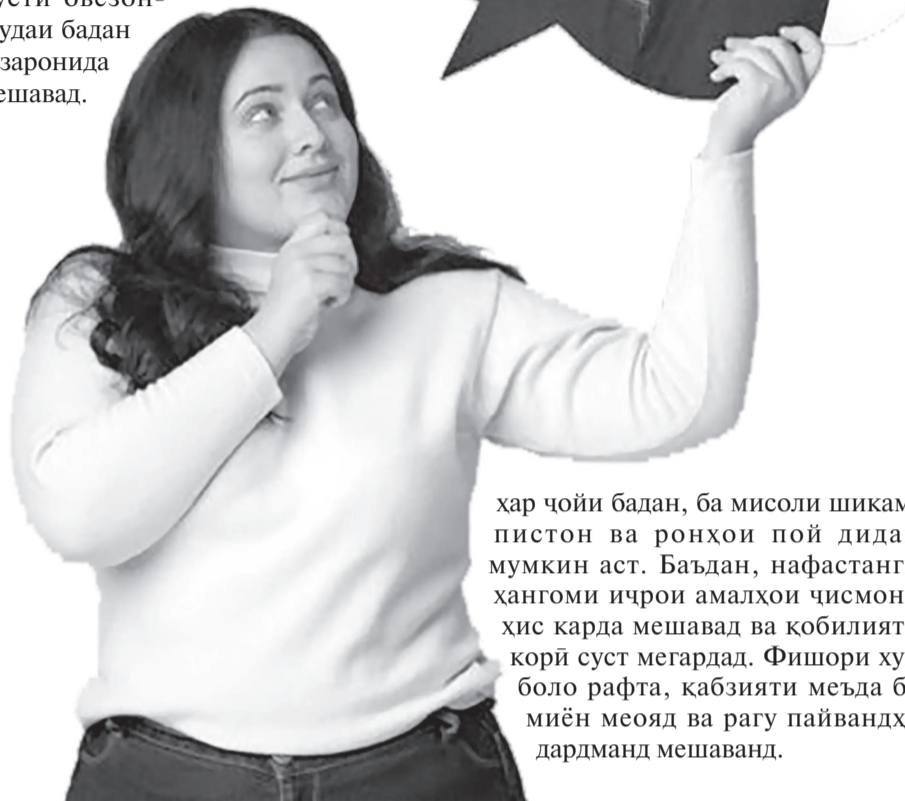 удаи бадан
заронида
ешавад.
ҳар ҷойи бадан, ба мисоли шикам
пистон ва ронҳои пой дида
мумкин аст. Баъдан, нафастанг
ҳангоми иҷрои амалҳои ҷисмон
ҳис карда мешавад ва қобилият
корӣ суст мегардад. Фишори ху
боло рафта, қабзияти меъда б
миён меояд ва рагу пайвандҳ
дардманд мешаванд.